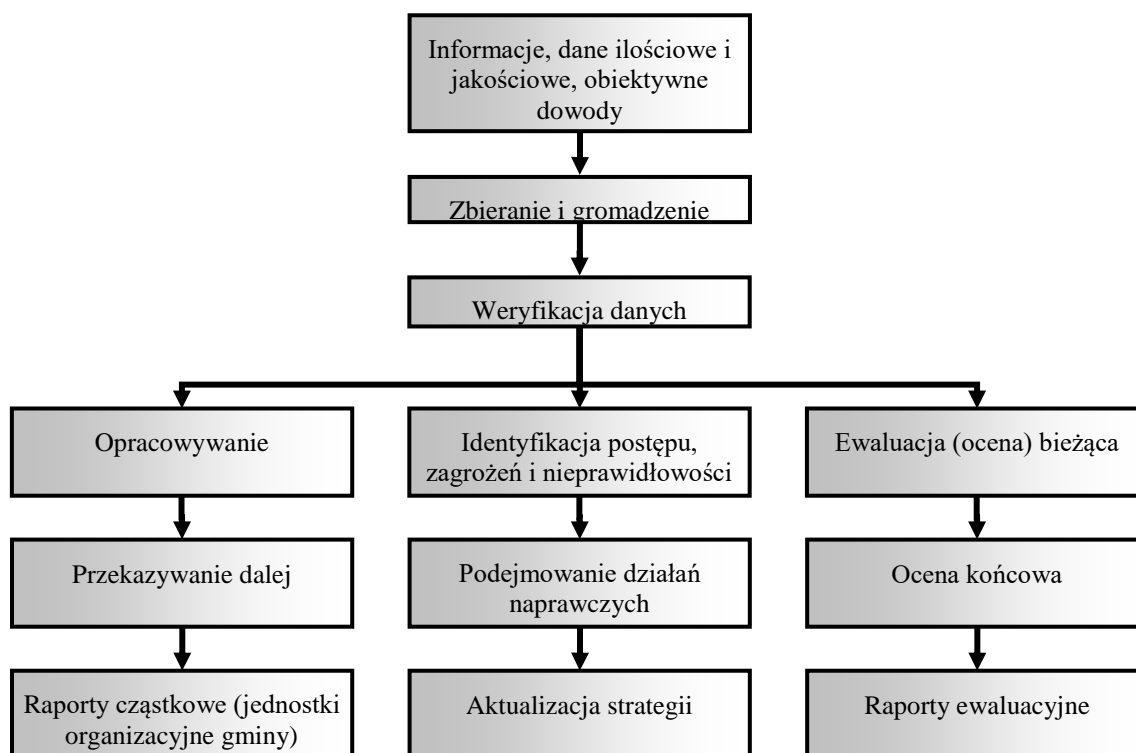 Informacje, dane ilościowe i
jakościowe, obiektywne
dowody
Zbieranie i gromadzenie
Weryfikacja danych
Opracowywanie
Identyfikacja postępu,
zagrożeń i nieprawidłowości
Ewaluacja (ocena) bieżąca
Przekazywanie dalej
Podejmowanie działań
naprawczych
Ocena końcowa
Raporty cząstkowe (jednostki
organizacyjne gminy)
Aktualizacja strategii
Raporty ewaluacyjne